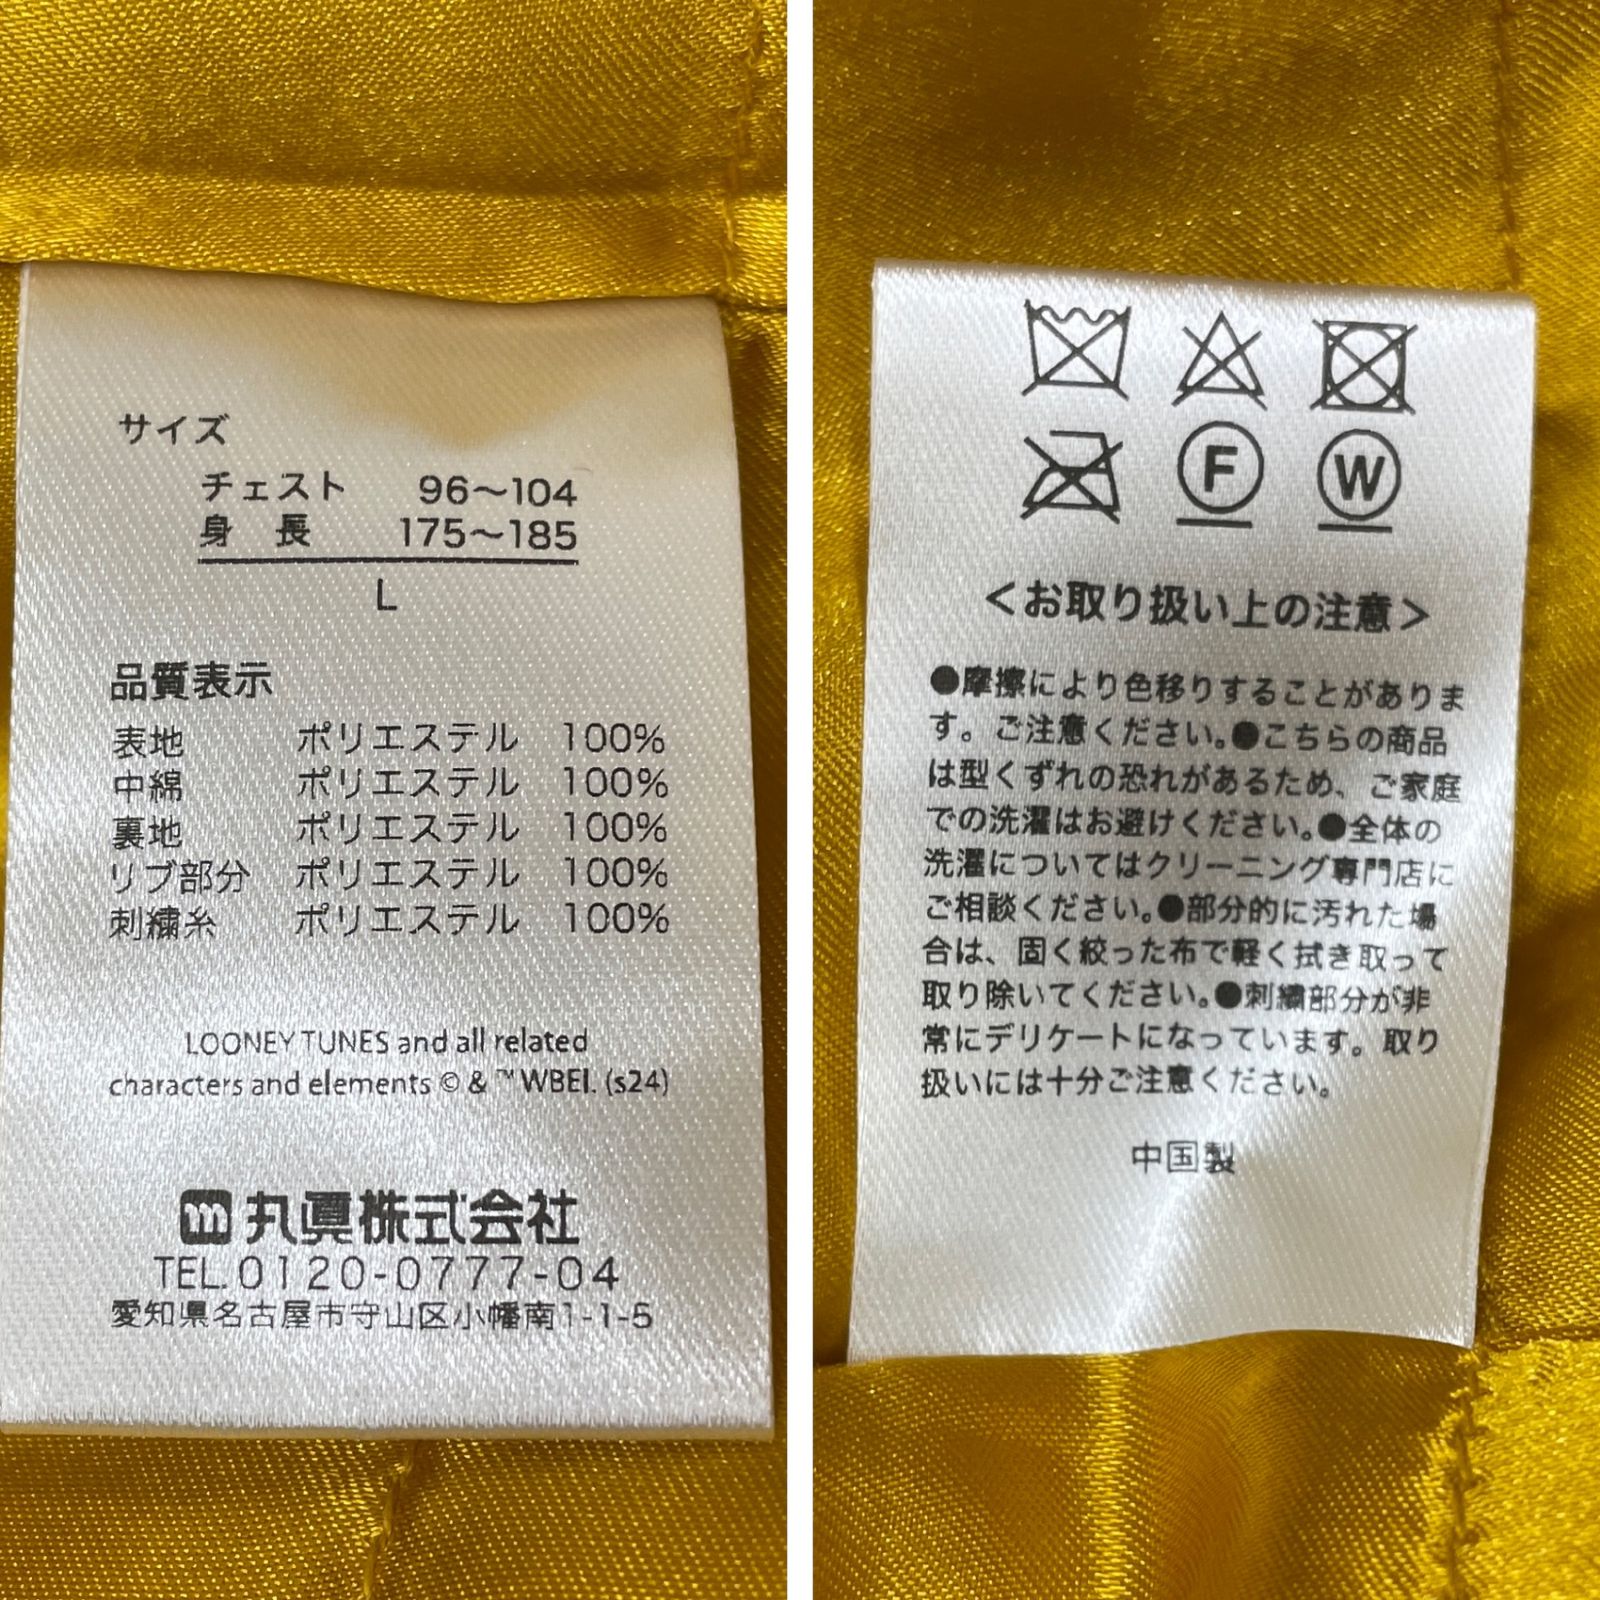 サイズ
チェスト 96〜104
身長 175〜185
L
品質表示
表地 ポリエステル 100%
中綿 ポリエステル 100%
裏地 ポリエステル 100%
リブ部分 ポリエステル 100%
刺繍糸 ポリエステル 100%
LOONEY TUNES and all related
characters and elements © & ™ WBEI. (s24)
m 丸眞株式会社
TEL.0120-0777-04
愛知県名古屋市守山区小幡南1-1-5
F W
＜お取り扱い上の注意＞
●摩擦により色移りすることがありま
す。ご注意ください。●こちらの商品
は型くずれの恐れがあるため、ご家庭
での洗濯はお避けください。●全体の
洗濯についてはクリーニング専門店に
ご相談ください。●部分的に汚れた場
合は、固く絞った布で軽く拭き取って
取り除いてください。●刺繍部分が非
常にデリケートになっています。取り
扱いには十分ご注意ください。
中国製